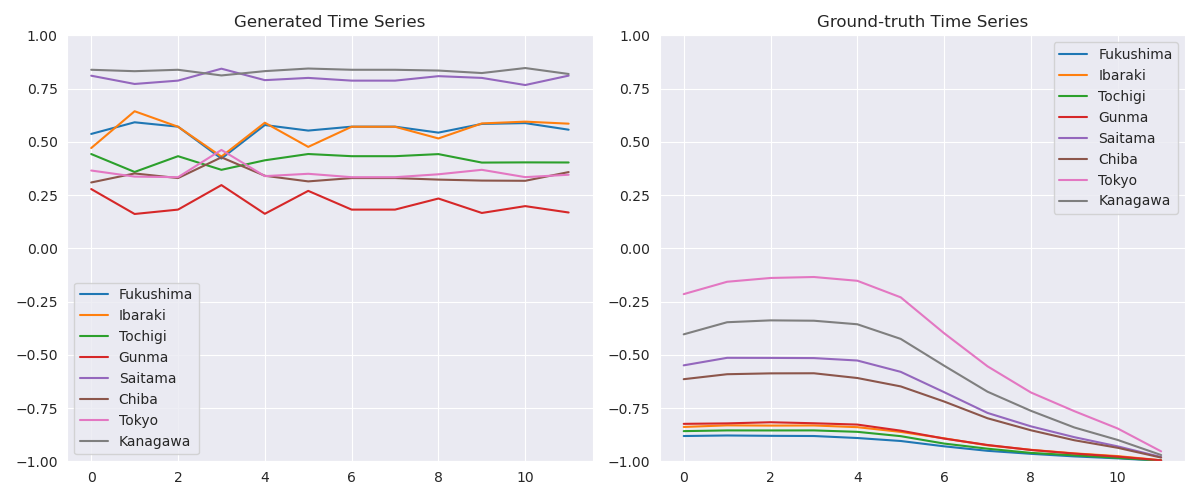 Generated Time Series
1.00
0.75
0.50
0.25
0.00
−0.25
−0.50
−0.75
−1.00
0 2 4 6 8 10
Fukushima
Ibaraki
Tochigi
Gunma
Saitama
Chiba
Tokyo
Kanagawa
Ground-truth Time Series
1.00
0.75
0.50
0.25
0.00
−0.25
−0.50
−0.75
−1.00
0 2 4 6 8 10
Fukushima
Ibaraki
Tochigi
Gunma
Saitama
Chiba
Tokyo
Kanagawa